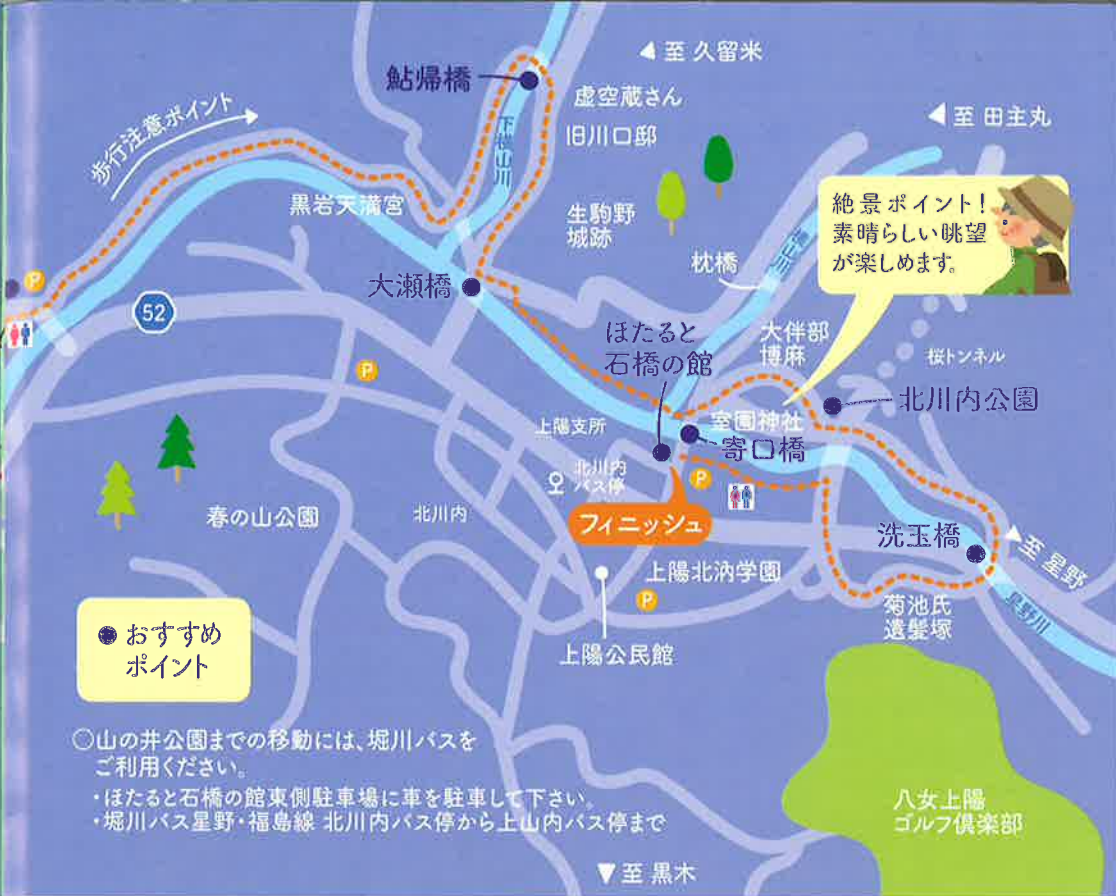 至 久留米
鮎帰橋
虚空蔵さん
旧川口邸
至 田主丸
歩行注意ポイント
下横山川
黒岩天満宮
生駒野
城跡
枕橋
絶景ポイント!
素晴らしい眺望
が楽しめます。
P
大瀬橋
52
ほたると
石橋の館
大伴部
博麻
桜トンネル
P
北川内公園
上陽支所
室園神社
寄口橋
北川内
バス停
P
春の山公園
北川内
フィニッシュ
洗玉橋
至 星野
上陽北汭学園
P
菊池氏
遺髪塚
星野川
上陽公民館
おすすめ
ポイント
○山の井公園までの移動には、堀川バスを
ご利用ください。
・ほたると石橋の館東側駐車場に車を駐車して下さい。
・堀川バス星野・福島線 北川内バス停から上山内バス停まで
八女上陽
ゴルフ倶楽部
至 黒木